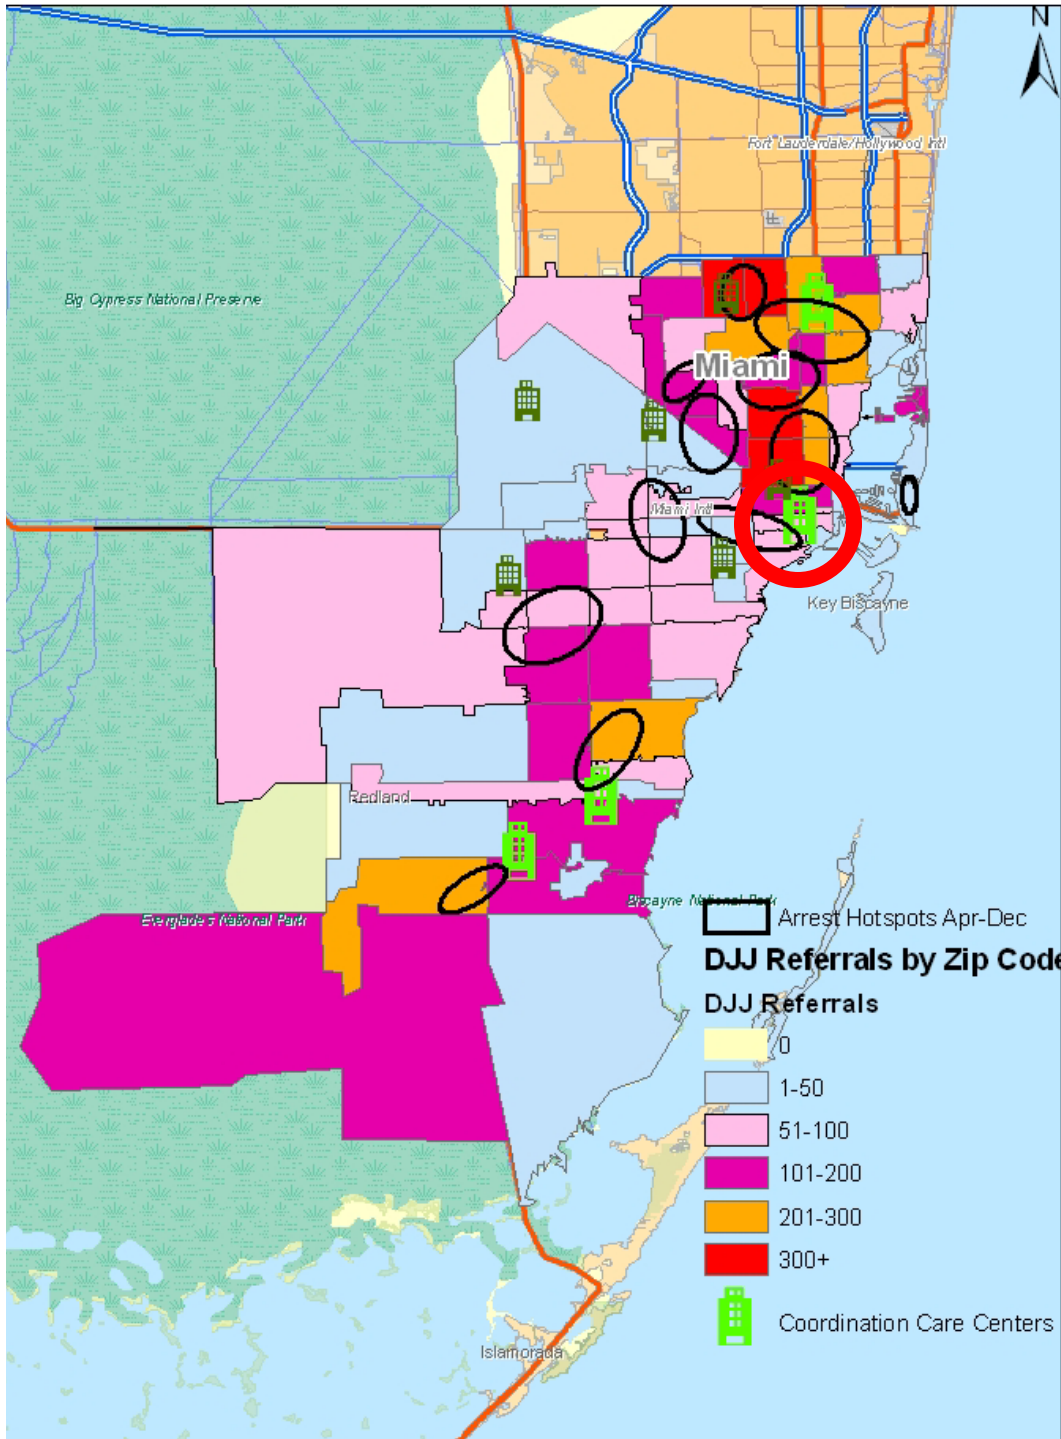 N
Fort Lauderdale/Hollywood Intl
Big Cypress National Preserve
Miami
Miami Intl
Key Biscayne
Redland
Everglades National Park
Biscayne National Park
Arrest Hotspots Apr-Dec
DJJ Referrals by Zip Code
DJJ Referrals
0
1-50
51-100
101-200
201-300
300+
Coordination Care Centers
Islamorada